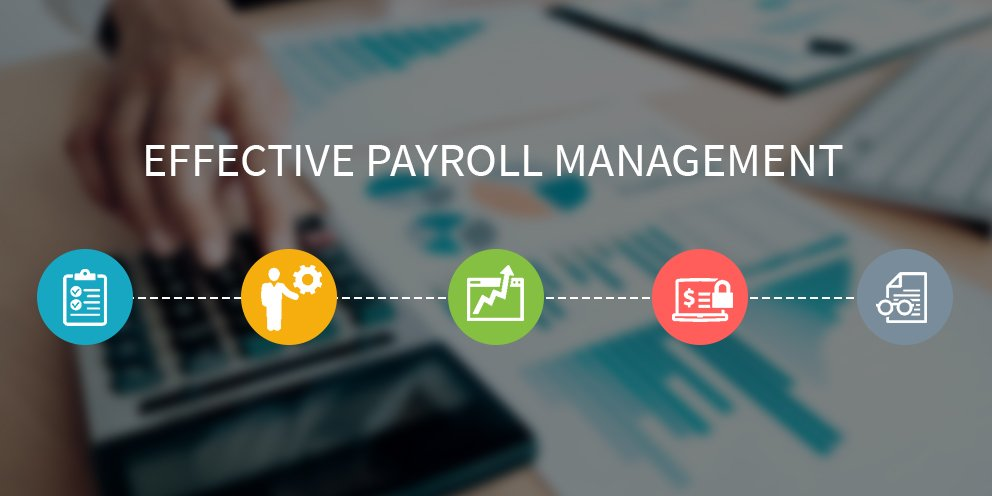 EFFECTIVE PAYROLL MANAGEMENT
$